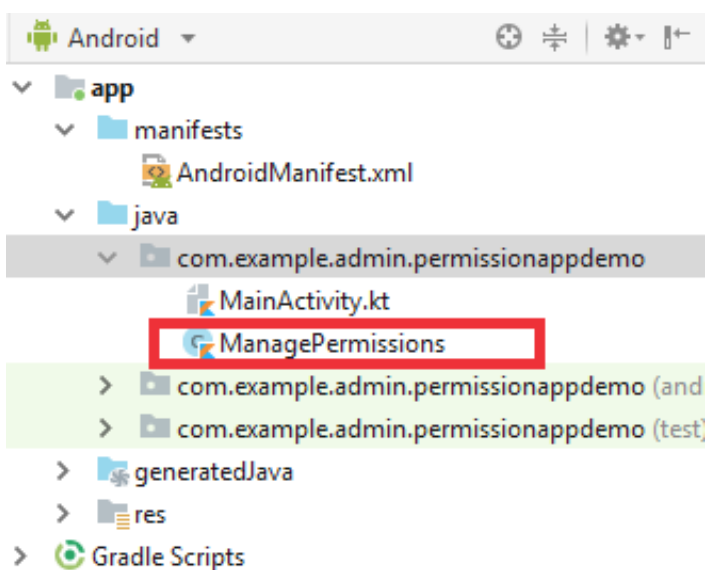 Android
app
manifests
AndroidManifest.xml
java
com.example.admin.permissionappdemo
MainActivity.kt
ManagePermissions
com.example.admin.permissionappdemo (and
com.example.admin.permissionappdemo (test)
generatedJava
res
Gradle Scripts